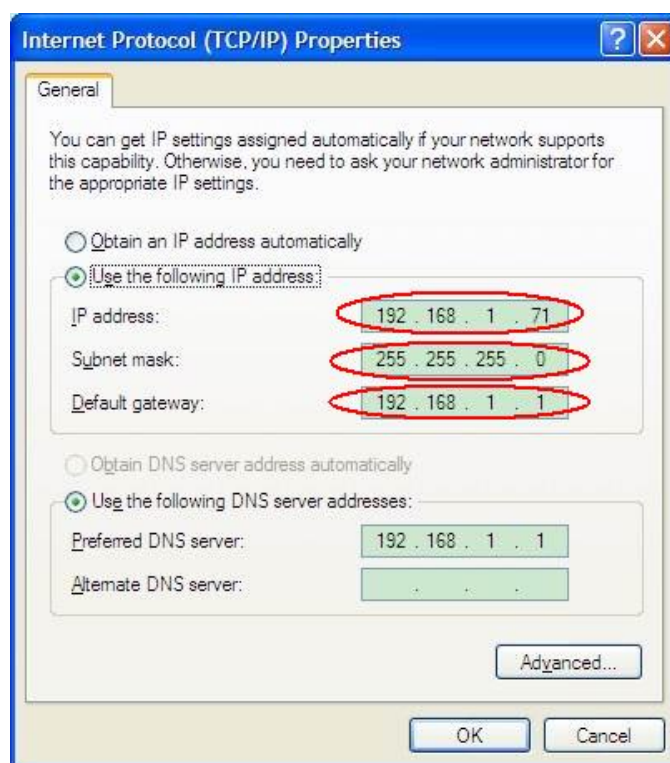 Internet Protocol (TCP/IP) Properties
General
You can get IP settings assigned automatically if your network supports
this capability. Otherwise, you need to ask your network administrator for
the appropriate IP settings.
Obtain an IP address automatically
Use the following IP address:
IP address: 192 . 168 . 1 . 71
Subnet mask: 255 . 255 . 255 . 0
Default gateway: 192 . 168 . 1 . 1
Obtain DNS server address automatically
Use the following DNS server addresses:
Preferred DNS server: 192 . 168 . 1 . 1
Alternate DNS server: . . .
Advanced...
OK Cancel